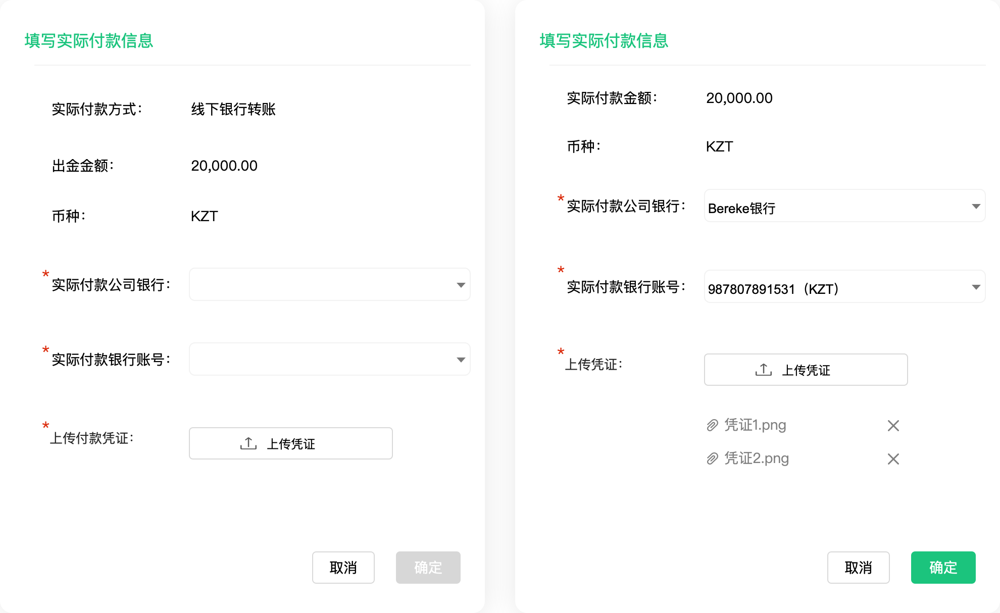 填写实际付款信息
实际付款方式： 线下银行转账
出金金额： 20,000.00
币种： KZT
* 实际付款公司银行：
* 实际付款银行账号：
* 上传付款凭证： 上传凭证
取消 确定
填写实际付款信息
实际付款金额： 20,000.00
币种： KZT
* 实际付款公司银行： Bereke银行
* 实际付款银行账号： 987807891531（KZT）
* 上传凭证： 上传凭证
凭证1.png
凭证2.png
取消 确定